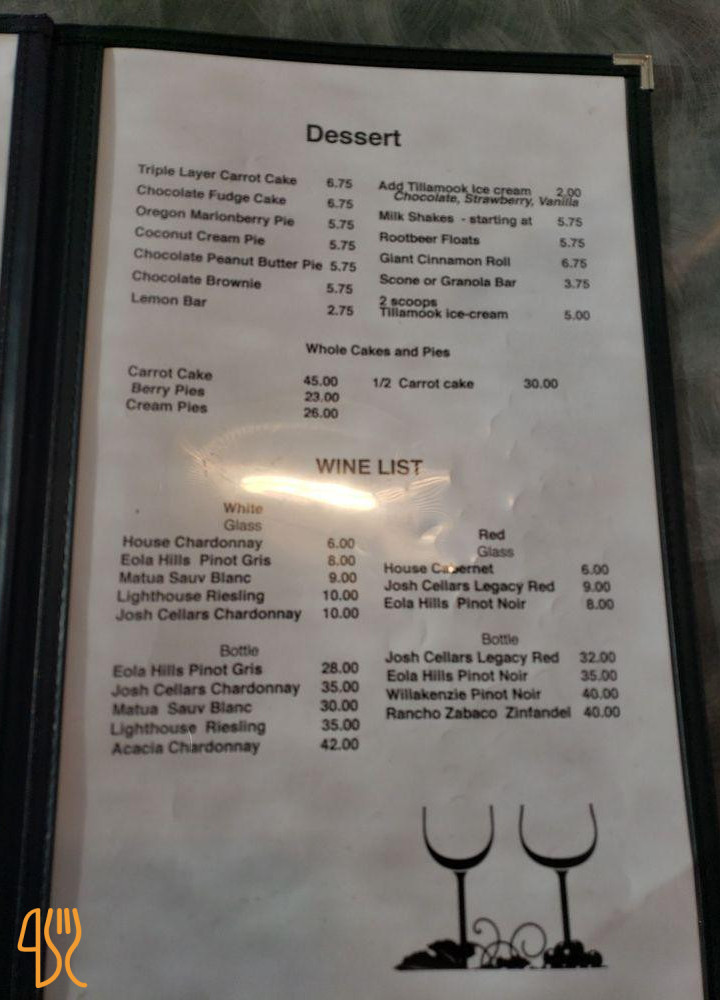 Dessert
Triple Layer Carrot Cake 6.75
Chocolate Fudge Cake 6.75
Oregon Marionberry Pie 5.75
Coconut Cream Pie 5.75
Chocolate Peanut Butter Pie 5.75
Chocolate Brownie 5.75
Lemon Bar 2.75
Add Tillamook Ice cream 2.00
Chocolate, Strawberry, Vanilla
Milk Shakes - starting at 5.75
Rootbeer Floats 5.75
Giant Cinnamon Roll 6.75
Scone or Granola Bar 3.75
2 scoops
Tillamook ice-cream 5.00
Whole Cakes and Pies
Carrot Cake 45.00
Berry Pies 23.00
Cream Pies 26.00
1/2 Carrot cake 30.00
WINE LIST
White
Glass
House Chardonnay 6.00
Eola Hills Pinot Gris 8.00
Matua Sauv Blanc 9.00
Lighthouse Riesling 10.00
Josh Cellars Chardonnay 10.00
Bottle
Eola Hills Pinot Gris 28.00
Josh Cellars Chardonnay 35.00
Matua Sauv Blanc 30.00
Lighthouse Riesling 35.00
Acacia Chardonnay 42.00
Red
Glass
House Cabernet 6.00
Josh Cellars Legacy Red 9.00
Eola Hills Pinot Noir 8.00
Bottle
Josh Cellars Legacy Red 32.00
Eola Hills Pinot Noir 35.00
Willakenzie Pinot Noir 40.00
Rancho Zabaco Zinfandel 40.00